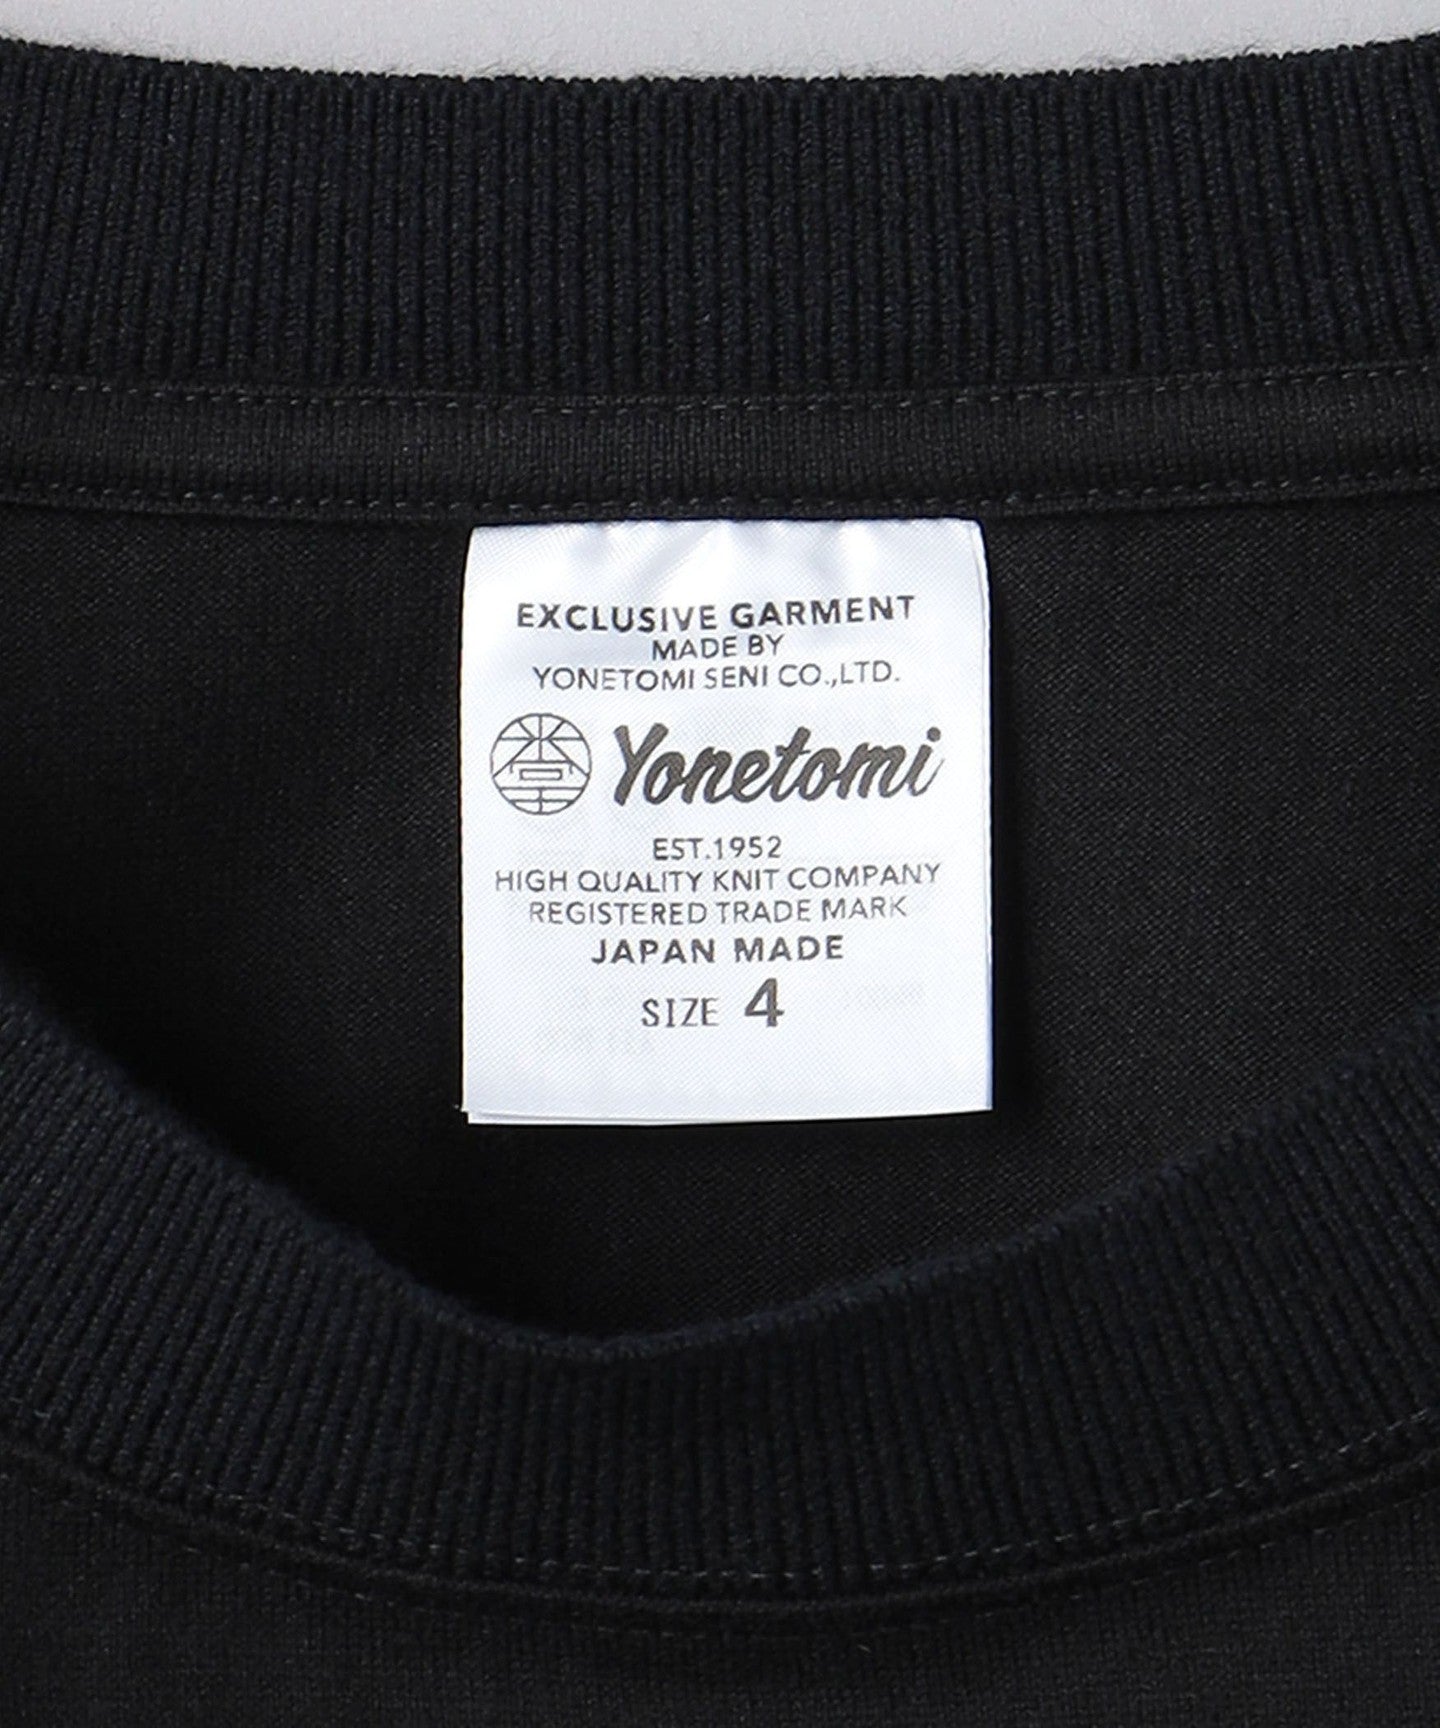 EXCLUSIVE GARMENT
MADE BY
YONETOMI SENI CO.,LTD.
Yonetomi
EST.1952
HIGH QUALITY KNIT COMPANY
REGISTERED TRADE MARK
JAPAN MADE
SIZE 4